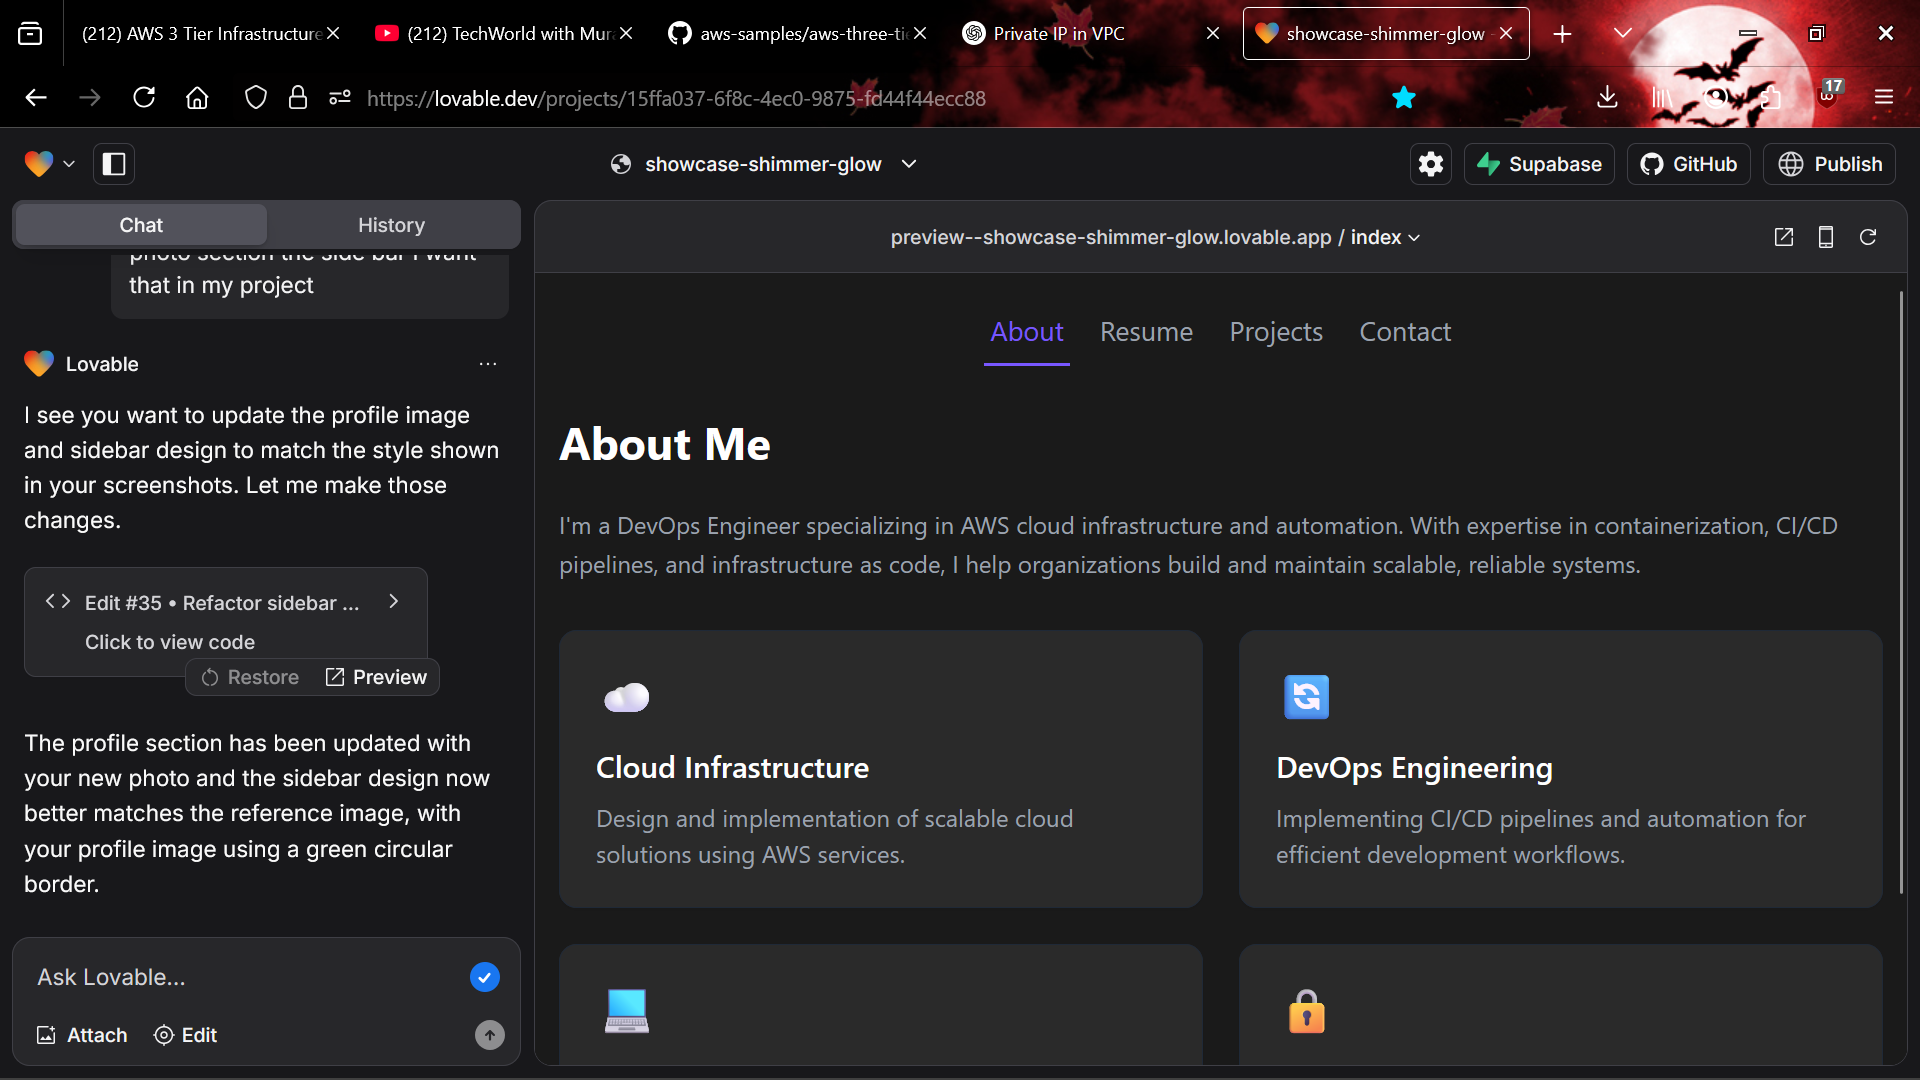 (212) AWS 3 Tier Infrastructure
(212) TechWorld with Mur
aws-samples/aws-three-tie
Private IP in VPC
showcase-shimmer-glow
https://lovable.dev/projects/15ffa037-6f8c-4ec0-9875-fd44f44ecc88
17
showcase-shimmer-glow
Supabase
GitHub
Publish
Chat
History
photo section the side bar I want
that in my project
Lovable
I see you want to update the profile image
and sidebar design to match the style shown
in your screenshots. Let me make those
changes.
Edit #35 • Refactor sidebar ...
Click to view code
Restore
Preview
The profile section has been updated with
your new photo and the sidebar design now
better matches the reference image, with
your profile image using a green circular
border.
Ask Lovable...
Attach
Edit
preview--showcase-shimmer-glow.lovable.app / index
About
Resume
Projects
Contact
About Me
I'm a DevOps Engineer specializing in AWS cloud infrastructure and automation. With expertise in containerization, CI/CD
pipelines, and infrastructure as code, I help organizations build and maintain scalable, reliable systems.
Cloud Infrastructure
Design and implementation of scalable cloud
solutions using AWS services.
DevOps Engineering
Implementing CI/CD pipelines and automation for
efficient development workflows.